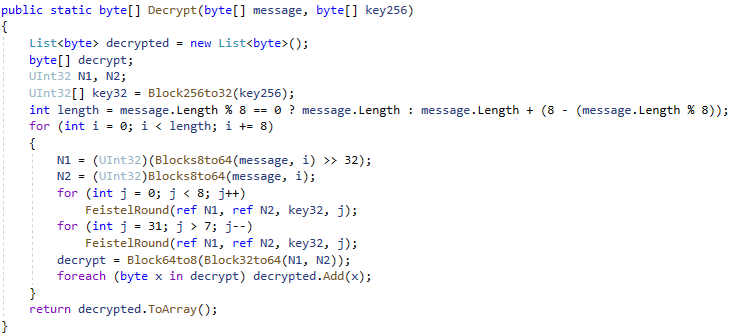 public static byte[] Decrypt(byte[] message, byte[] key256)
{
List<byte> decrypted = new List<byte>();
byte[] decrypt;
UInt32 N1, N2;
UInt32[] key32 = Block256to32(key256);
int length = message.Length % 8 == 0 ? message.Length : message.Length + (8 - (message.Length % 8));
for (int i = 0; i < length; i += 8)
{
N1 = (UInt32)(Blocks8to64(message, i) >> 32);
N2 = (UInt32)Blocks8to64(message, i);
for (int j = 0; j < 8; j++)
FeistelRound(ref N1, ref N2, key32, j);
for (int j = 31; j > 7; j--)
FeistelRound(ref N1, ref N2, key32, j);
decrypt = Block64to8(Block32to64(N1, N2));
foreach (byte x in decrypt) decrypted.Add(x);
}
return decrypted.ToArray();
}